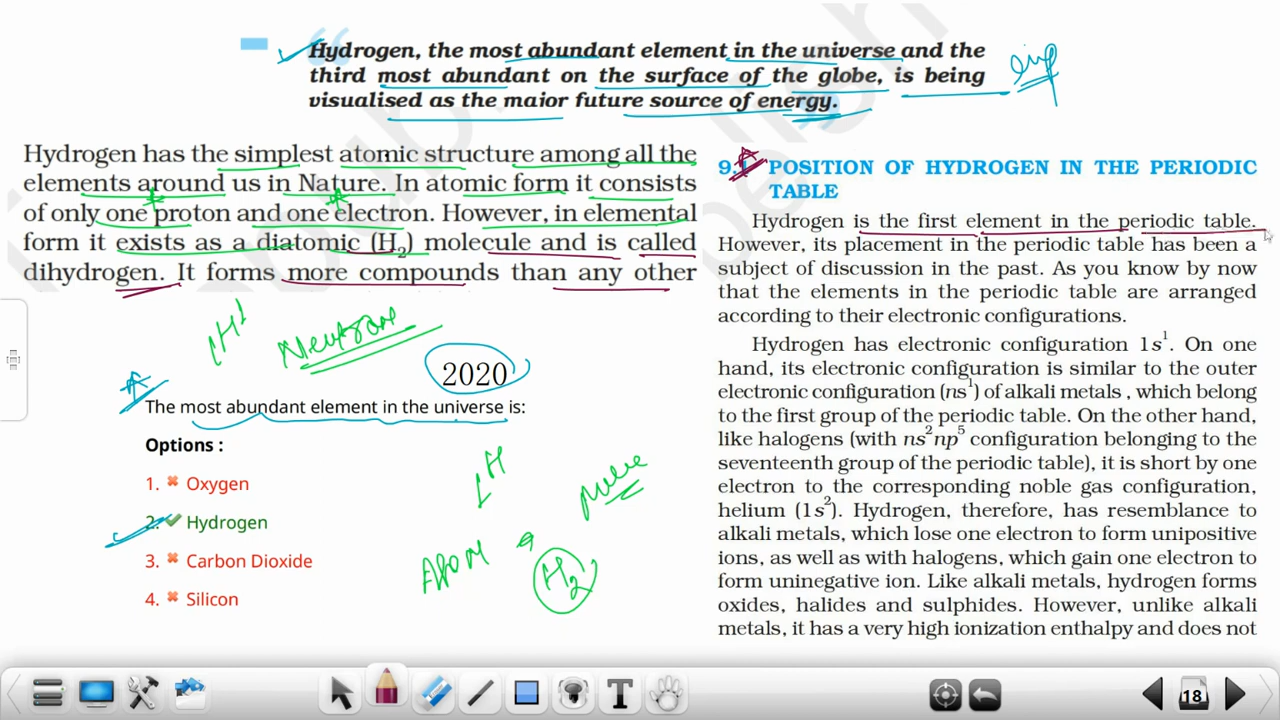 Hydrogen, the most abundant element in the universe and the
third most abundant on the surface of the globe, is being
visualised as the major future source of energy.
imp
Hydrogen has the simplest atomic structure among all the
elements around us in Nature. In atomic form it consists
of only one proton and one electron. However, in elemental
form it exists as a diatomic (H₂) molecule and is called
dihydrogen. It forms more compounds than any other
₁H¹
Neutron
2020
The most abundant element in the universe is:
Options :
1. Oxygen
2. Hydrogen
3. Carbon Dioxide
4. Silicon
₁H
Atom
H₂
9.1 POSITION OF HYDROGEN IN THE PERIODIC
TABLE
Hydrogen is the first element in the periodic table.
However, its placement in the periodic table has been a
subject of discussion in the past. As you know by now
that the elements in the periodic table are arranged
according to their electronic configurations.
Hydrogen has electronic configuration 1s¹. On one
hand, its electronic configuration is similar to the outer
electronic configuration (ns¹) of alkali metals , which belong
to the first group of the periodic table. On the other hand,
like halogens (with ns²np⁵ configuration belonging to the
seventeenth group of the periodic table), it is short by one
electron to the corresponding noble gas configuration,
helium (1s²). Hydrogen, therefore, has resemblance to
alkali metals, which lose one electron to form unipositive
ions, as well as with halogens, which gain one electron to
form uninegative ion. Like alkali metals, hydrogen forms
oxides, halides and sulphides. However, unlike alkali
metals, it has a very high ionization enthalpy and does not
18